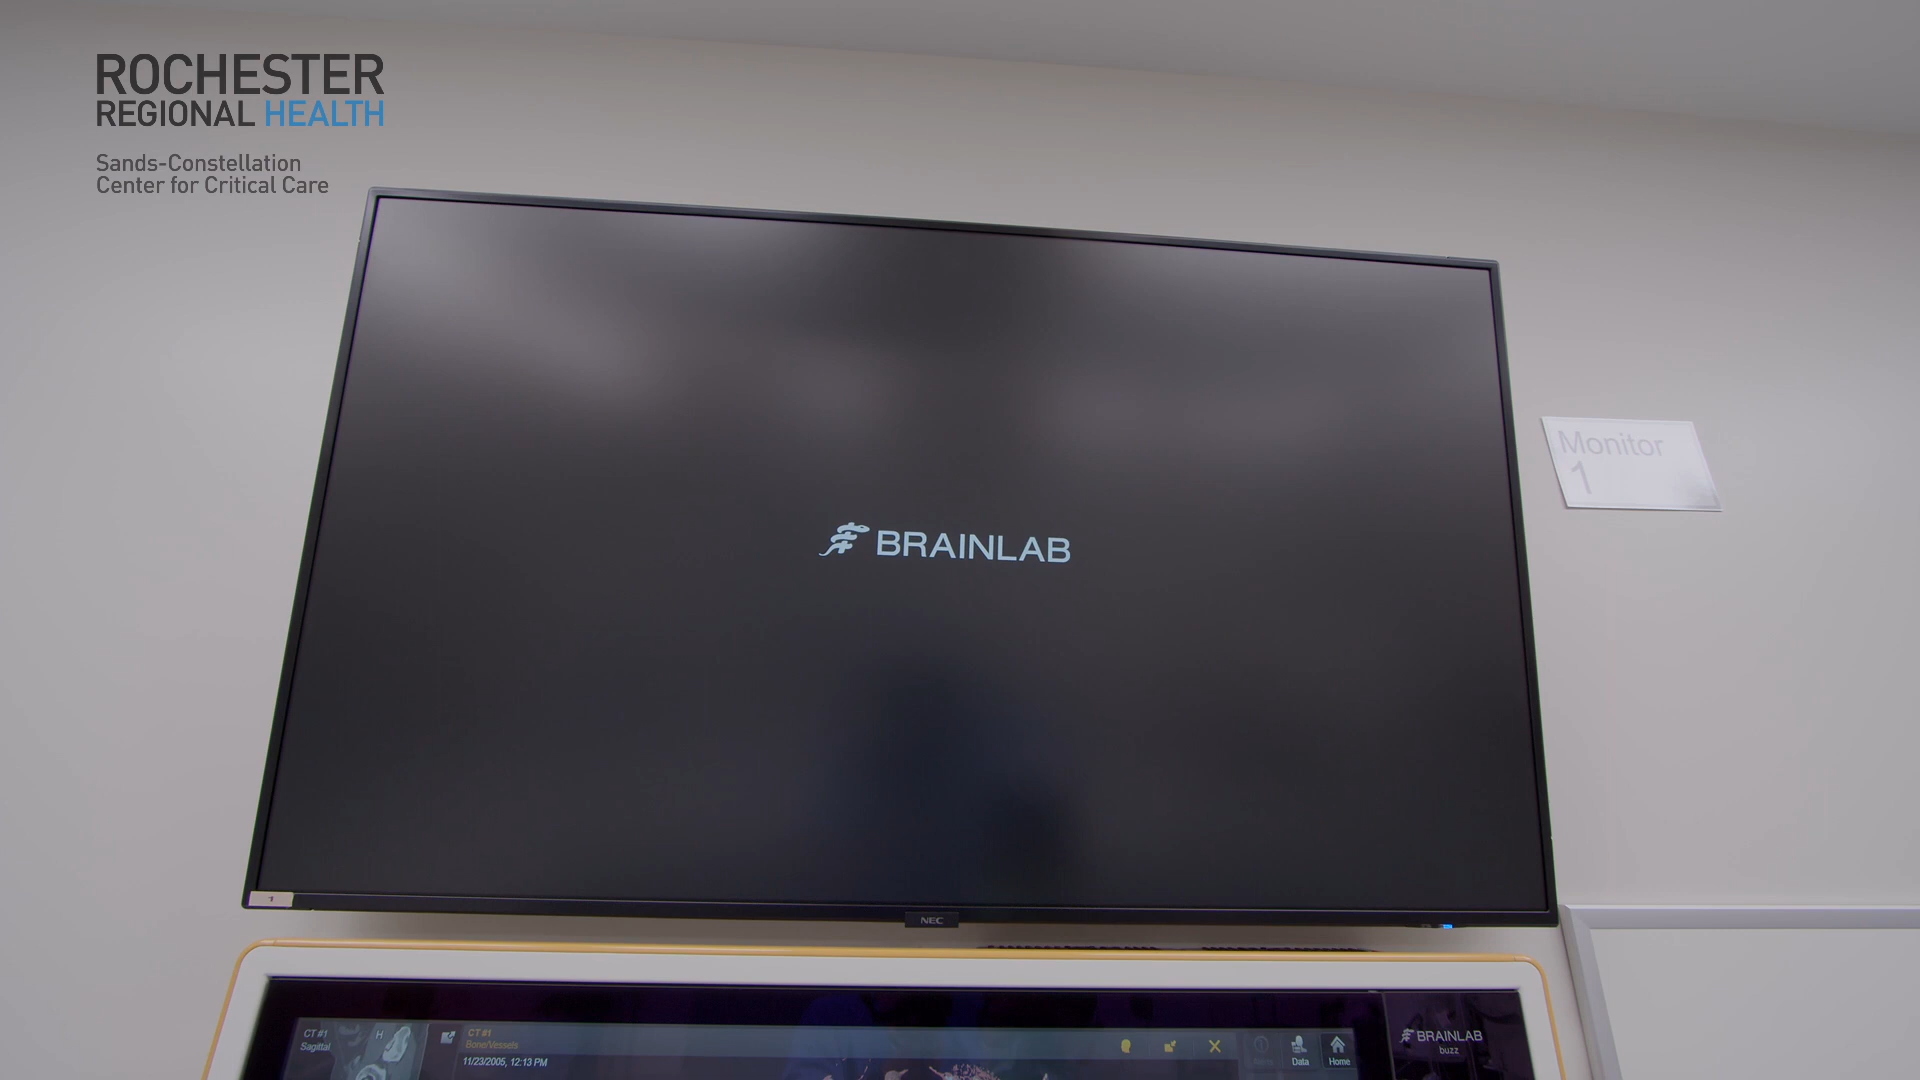 ROCHESTER
REGIONAL HEALTH
Sands-Constellation
Center for Critical Care
Monitor
1
BRAINLAB
1
NEC
CT #1
Sagittal
H
CT #1
Bone/Vessels
11/23/2005, 12:13 PM
Data
Home
BRAINLAB
buzz